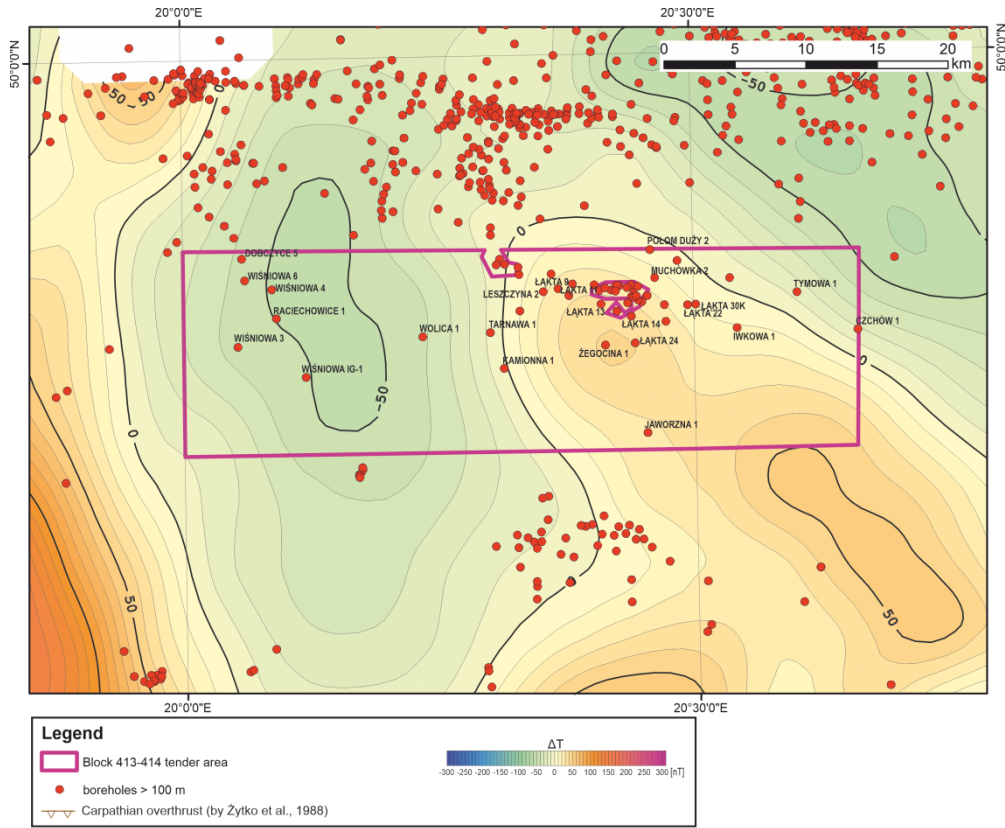 20°0'0"E
20°30'0"E
50°0'0"N
50°0'0"N
0 5 10 15 20
km
50
50
0
-50
0
POŁOM DUŻY 2
DOBCZYCE 5
MUCHÓWKA 2
WIŚNIOWA 6
ŁĄKTA 9
TYMOWA 1
WIŚNIOWA 4
LESZCZYNA 2
ŁĄKTA 11
ŁĄKTA 30K
RACIECHOWICE 1
ŁĄKTA 13
ŁĄKTA 22
WOLICA 1
TARNAWA 1
ŁĄKTA 14
CZCHÓW 1
IWKOWA 1
WIŚNIOWA 3
ŁĄKTA 24
ŻEGOCINA 1
KAMIONNA 1
WIŚNIOWA IG-1
-50
0
0
JAWORZNA 1
0
50
50
20°0'0"E
20°30'0"E
Legend
Block 413-414 tender area
boreholes > 100 m
Carpathian overthrust (by Żytko et al., 1988)
ΔT
-300 -250 -200 -150 -100 -50 0 50 100 150 200 250 300 [nT]